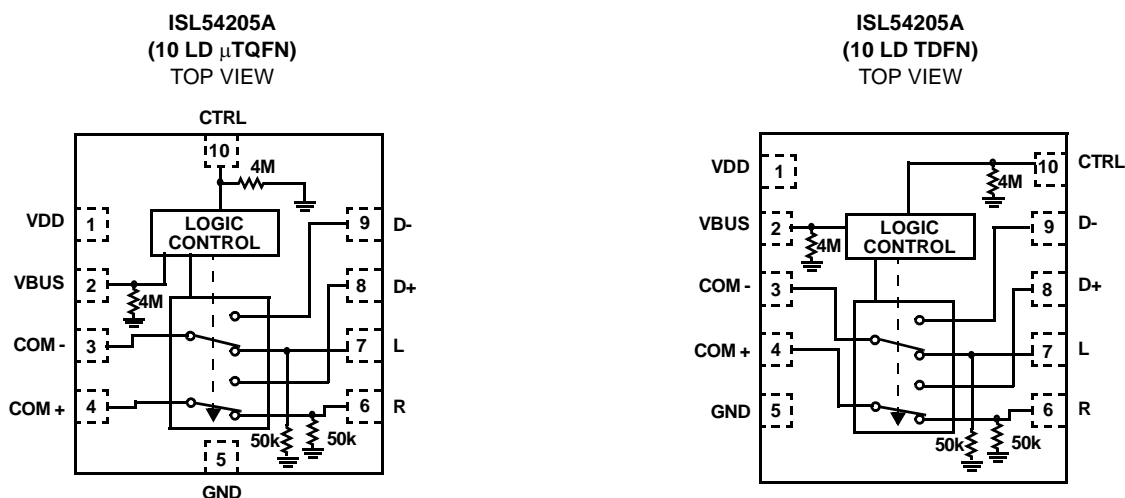 ISL54205A
(10 LD μTQFN)
TOP VIEW
CTRL
10
4M
VDD
1
LOGIC
CONTROL
9
D-
VBUS
2
4M
8
D+
COM -
3
7
L
COM +
4
6
R
50k
50k
5
GND
ISL54205A
(10 LD TDFN)
TOP VIEW
VDD
1
10
CTRL
4M
VBUS
2
4M
LOGIC
CONTROL
9
D-
COM -
3
8
D+
COM +
4
7
L
GND
5
6
R
50k
50k